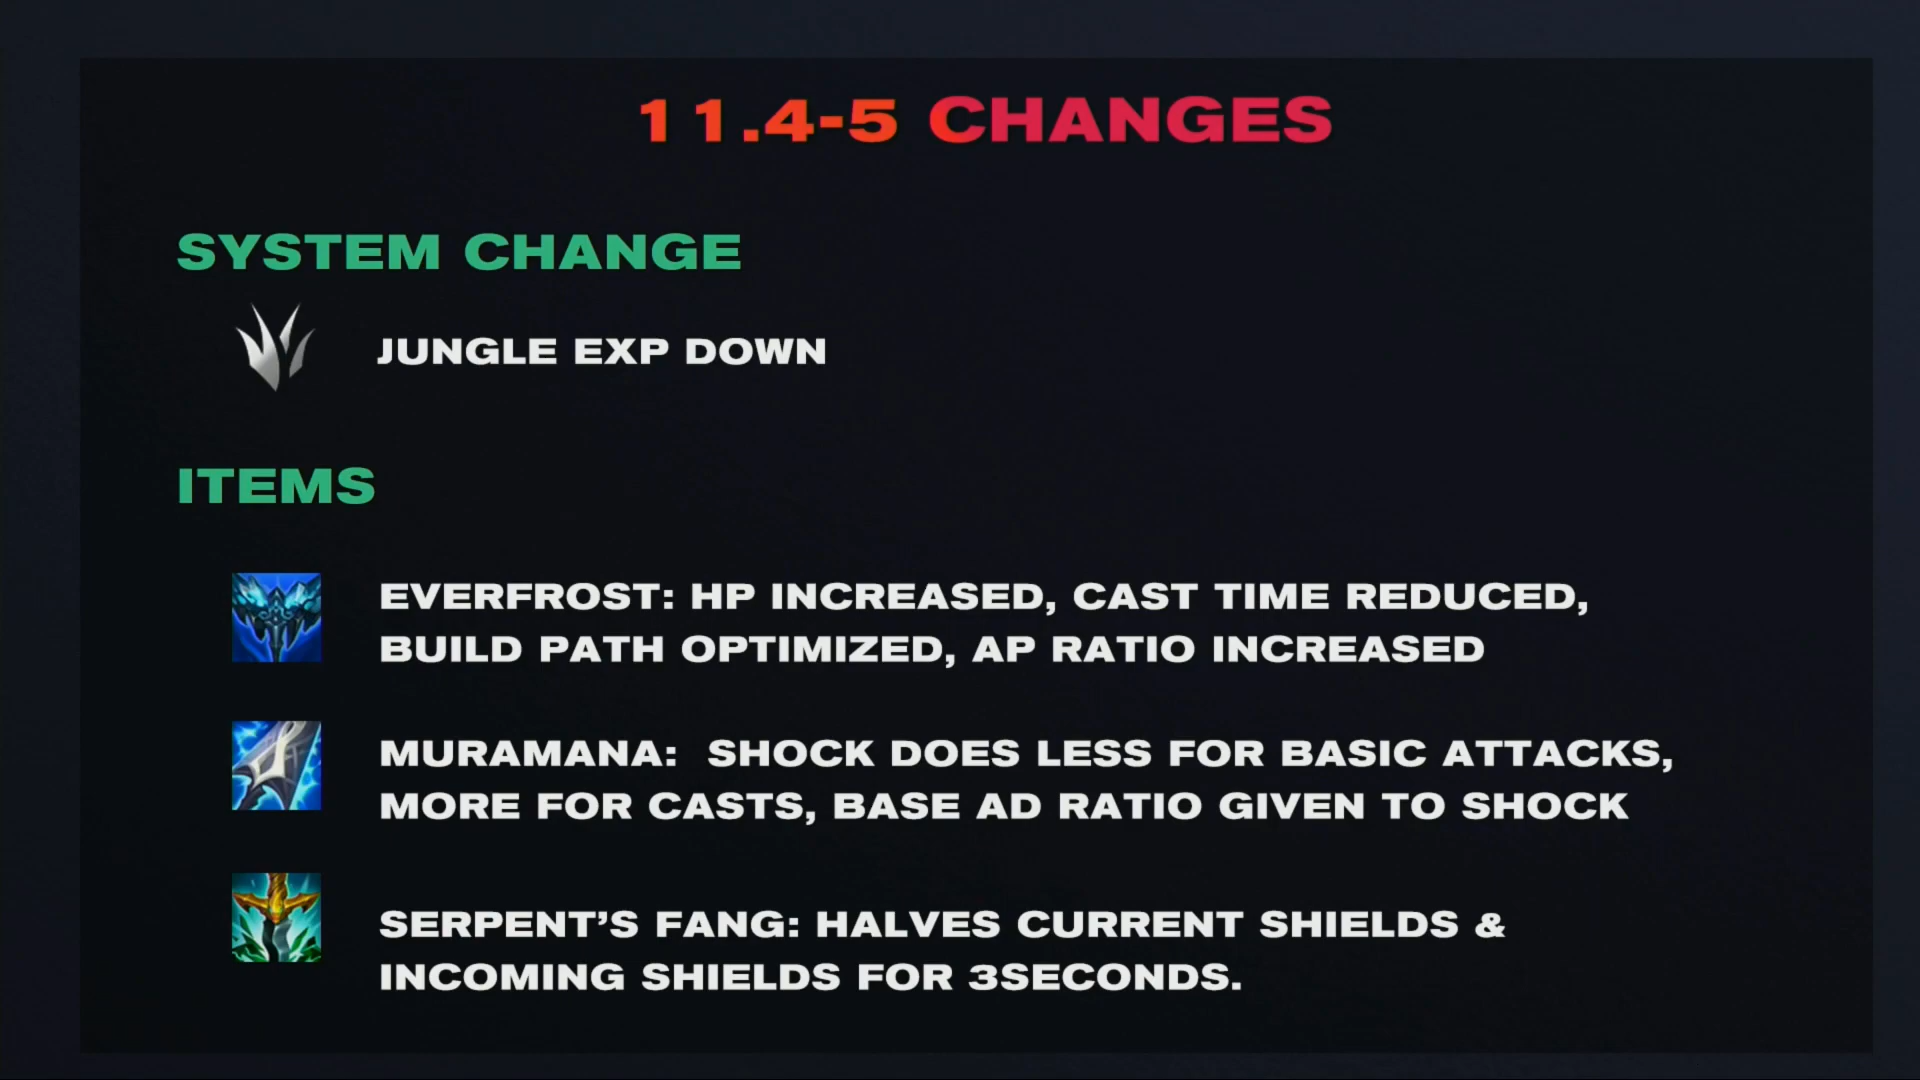 11.4-5 CHANGES
SYSTEM CHANGE
JUNGLE EXP DOWN
ITEMS
EVERFROST: HP INCREASED, CAST TIME REDUCED,
BUILD PATH OPTIMIZED, AP RATIO INCREASED
MURAMANA: SHOCK DOES LESS FOR BASIC ATTACKS,
MORE FOR CASTS, BASE AD RATIO GIVEN TO SHOCK
SERPENT’S FANG: HALVES CURRENT SHIELDS &
INCOMING SHIELDS FOR 3SECONDS.